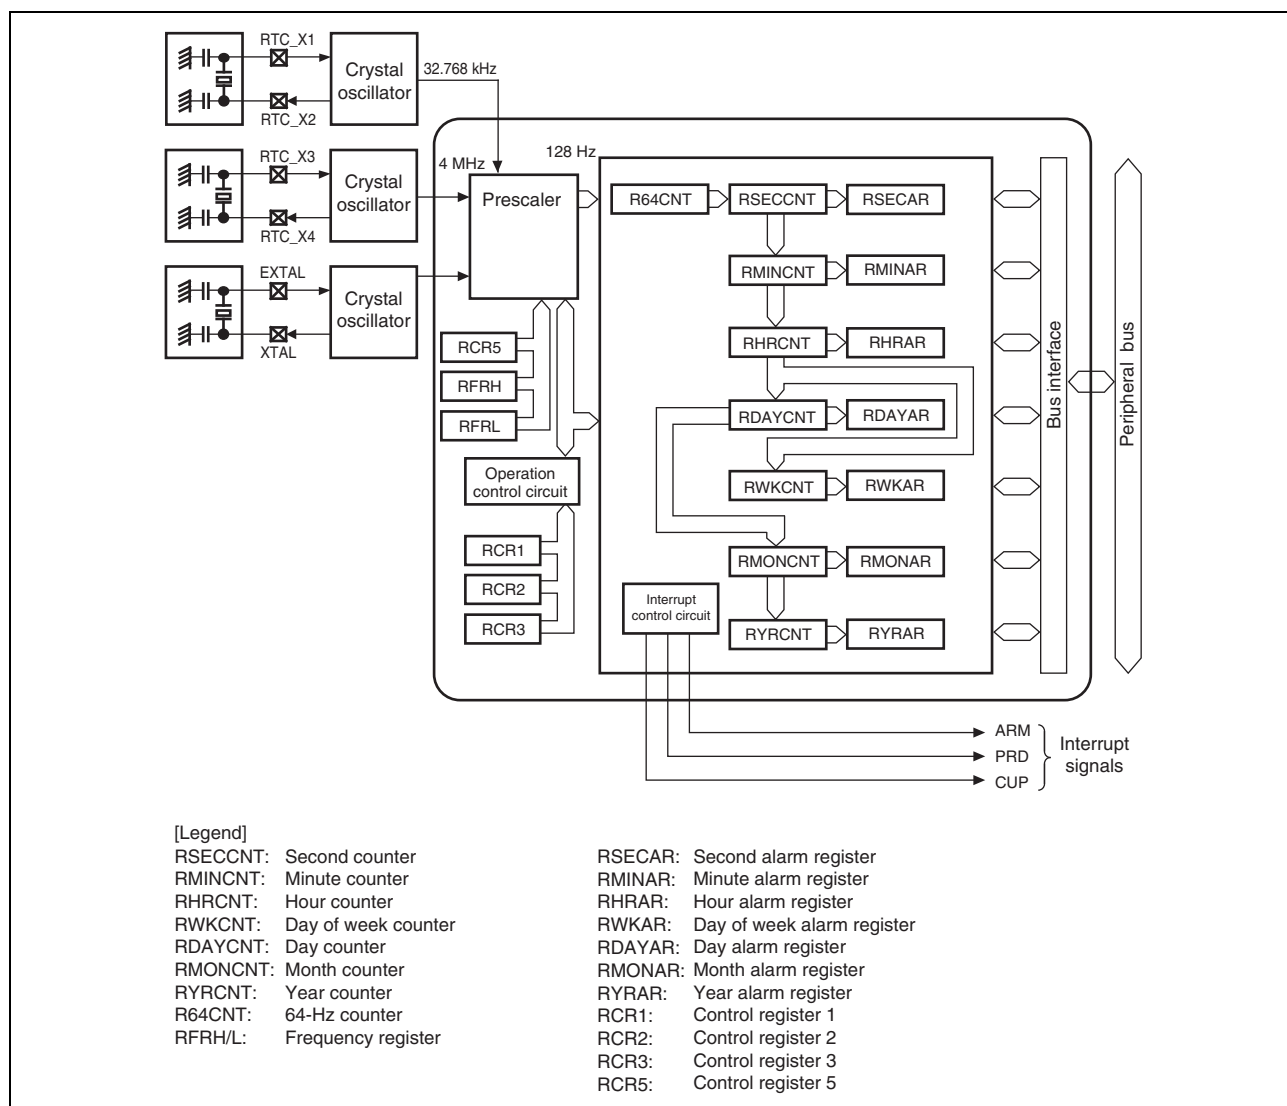 RTC_X1
Crystal
oscillator
32.768 kHz
RTC_X2
RTC_X3
Crystal
oscillator
4 MHz
RTC_X4
EXTAL
Crystal
oscillator
XTAL
128 Hz
Prescaler
RCR5
RFRH
RFRL
Operation
control circuit
RCR1
RCR2
RCR3
R64CNT
RSECCNT
RSECAR
RMINCNT
RMINAR
RHRCNT
RHRAR
RDAYCNT
RDAYAR
RWKCNT
RWKAR
RMONCNT
RMONAR
RYRCNT
RYRAR
Interrupt
control circuit
Bus interface
Peripheral bus
ARM
PRD
CUP
Interrupt
signals
[Legend]
RSECCNT: Second counter
RMINCNT: Minute counter
RHRCNT: Hour counter
RWKCNT: Day of week counter
RDAYCNT: Day counter
RMONCNT: Month counter
RYRCNT: Year counter
R64CNT: 64-Hz counter
RFRH/L: Frequency register
RSECAR: Second alarm register
RMINAR: Minute alarm register
RHRAR: Hour alarm register
RWKAR: Day of week alarm register
RDAYAR: Day alarm register
RMONAR: Month alarm register
RYRAR: Year alarm register
RCR1: Control register 1
RCR2: Control register 2
RCR3: Control register 3
RCR5: Control register 5